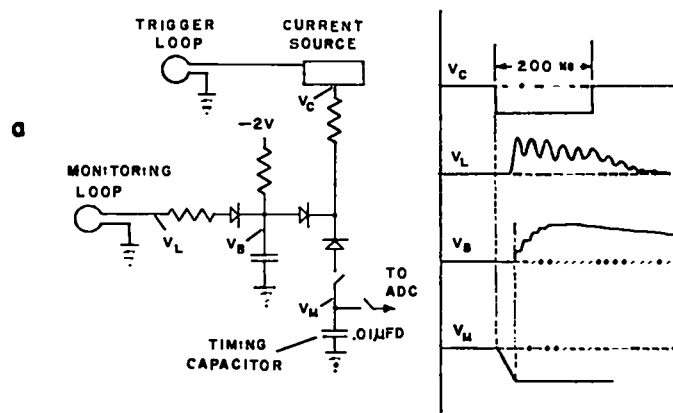 TRIGGER
LOOP
CURRENT
SOURCE
V_C
a
-2V
MONITORING
LOOP
V_L
V_B
V_M
TO
ADC
TIMING
CAPACITOR
.01μFD
V_C
200 Ns
V_L
V_B
V_M